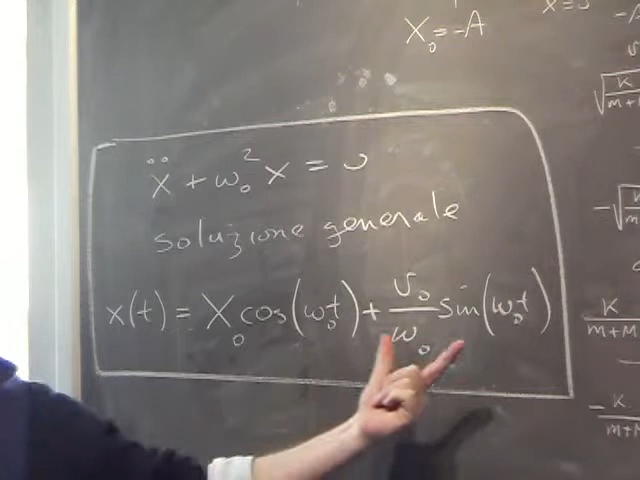 X₀ = -A
ẍ + ω₀² x = 0
soluzione generale
x(t) = X₀ cos(ω₀t) + v₀/ω₀ sin(ω₀t)
K/m+M